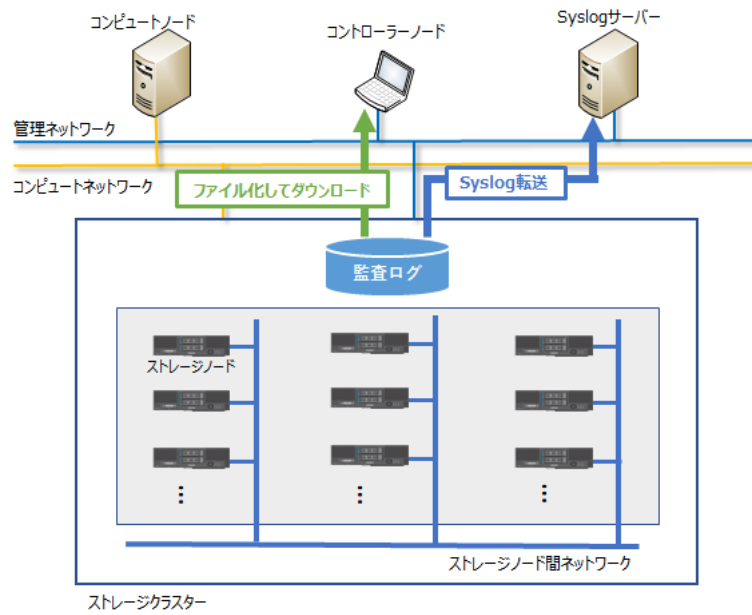 コンピュートノード
コントローラーノード
Syslogサーバー
管理ネットワーク
コンピュートネットワーク
ファイル化してダウンロード
Syslog転送
監査ログ
ストレージノード
ストレージノード間ネットワーク
ストレージクラスター